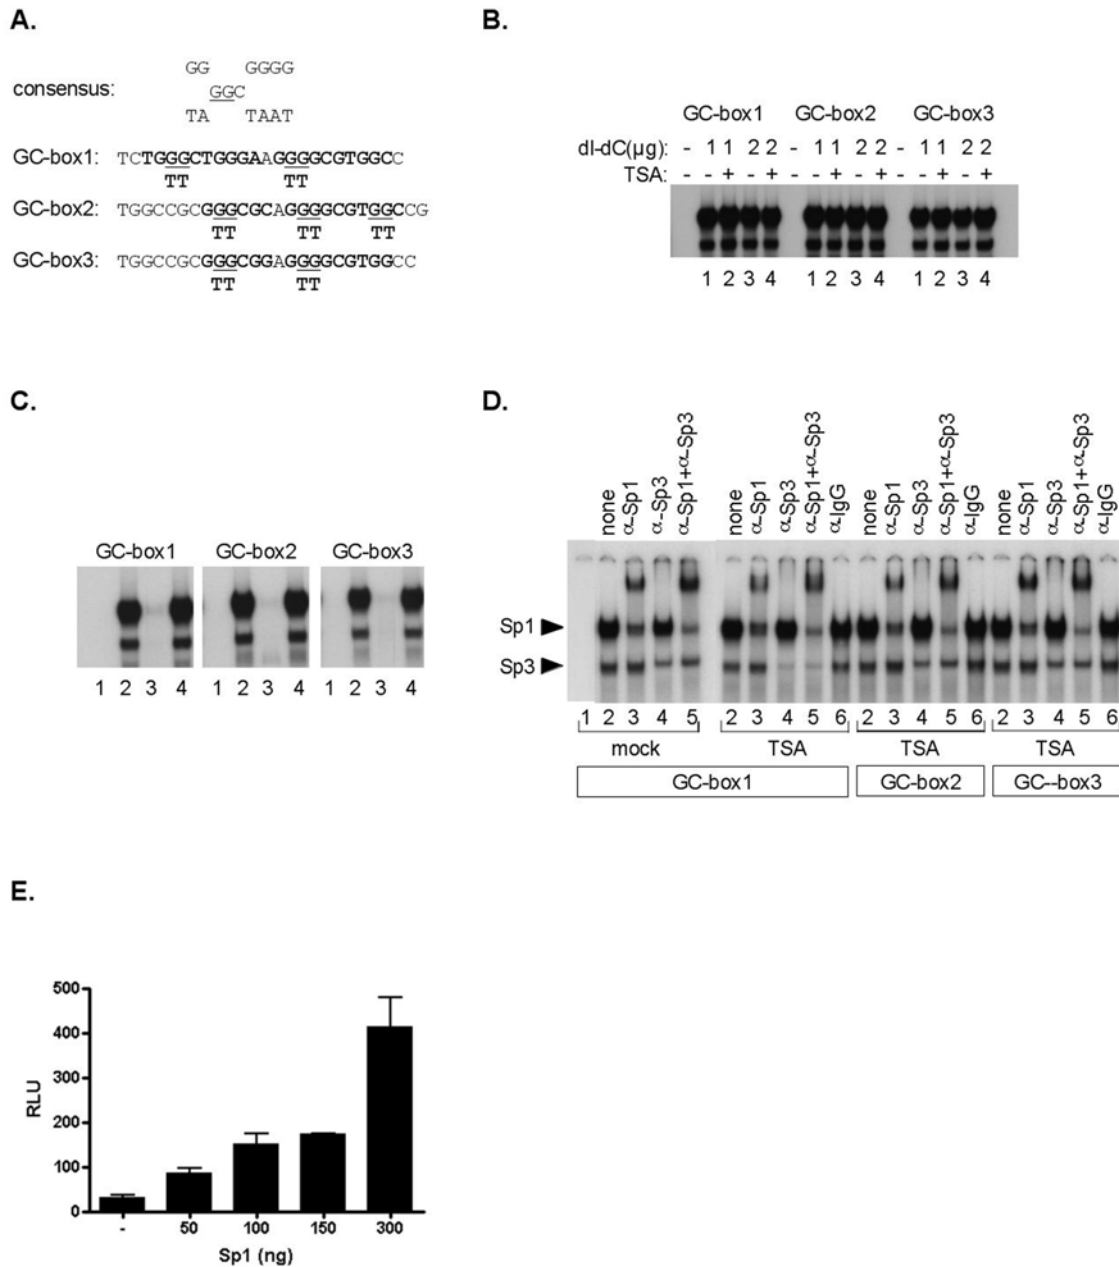 A.
GG GGGG
consensus: GGC
TA TAAT
GC-box1: TCTGGGCTGGGAAGGGGCGTGGCC
TT TT
GC-box2: TGGCCGCGGGCGCAGGGGCGTGGCCG
TT TT TT
GC-box3: TGGCCGCGGGCGGAGGGGCGTGGCC
TT TT
B.
GC-box1 GC-box2 GC-box3
dI-dC(µg): - 1 1 2 2 - 1 1 2 2 - 1 1 2 2
TSA: - - + + - - + + - - + +
1 2 3 4 1 2 3 4 1 2 3 4
C.
GC-box1 GC-box2 GC-box3
1 2 3 4 1 2 3 4 1 2 3 4
D.
none α-Sp1 α-Sp3 α-Sp1+α-Sp3 none α-Sp1 α-Sp3 α-Sp1+α-Sp3 α-IgG none α-Sp1 α-Sp3 α-Sp1+α-Sp3 α-IgG none α-Sp1 α-Sp3 α-Sp1+α-Sp3 α-IgG
Sp1
Sp3
1 2 3 4 5 2 3 4 5 6 2 3 4 5 6 2 3 4 5 6
mock TSA TSA TSA
GC-box1 GC-box2 GC--box3
E.
500
400
300
200
100
0
RLU
- 50 100 150 300
Sp1 (ng)